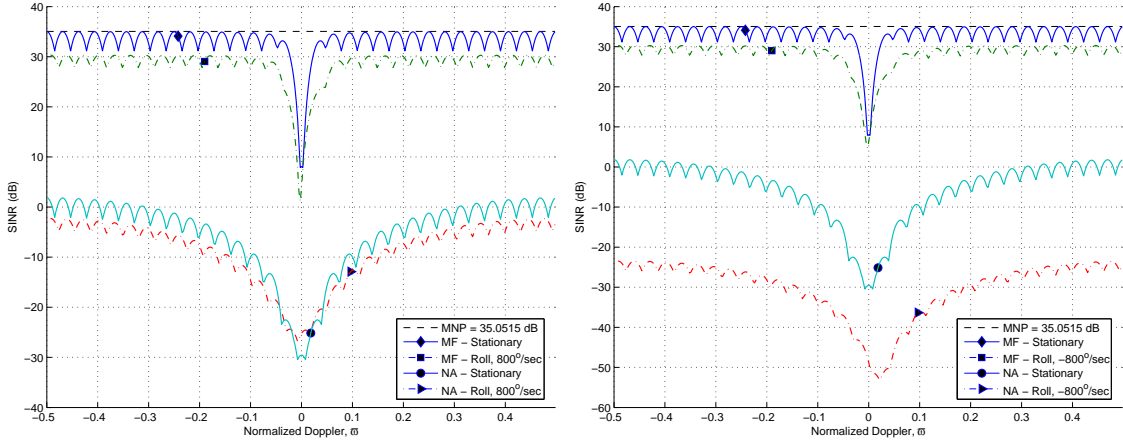 40
30
20
10
0
−10
−20
−30
−40
SINR (dB)
−0.5
−0.4
−0.3
−0.2
−0.1
0
0.1
0.2
0.3
0.4
Normalized Doppler, ϖ
MNP = 35.0515 dB
MF − Stationary
MF − Roll, 800°/sec
NA − Stationary
NA − Roll, 800°/sec
40
30
20
10
0
−10
−20
−30
−40
−50
−60
SINR (dB)
−0.5
−0.4
−0.3
−0.2
−0.1
0
0.1
0.2
0.3
0.4
Normalized Doppler, ϖ
MNP = 35.0515 dB
MF − Stationary
MF − Roll, −800°/sec
NA − Stationary
NA − Roll, −800°/sec